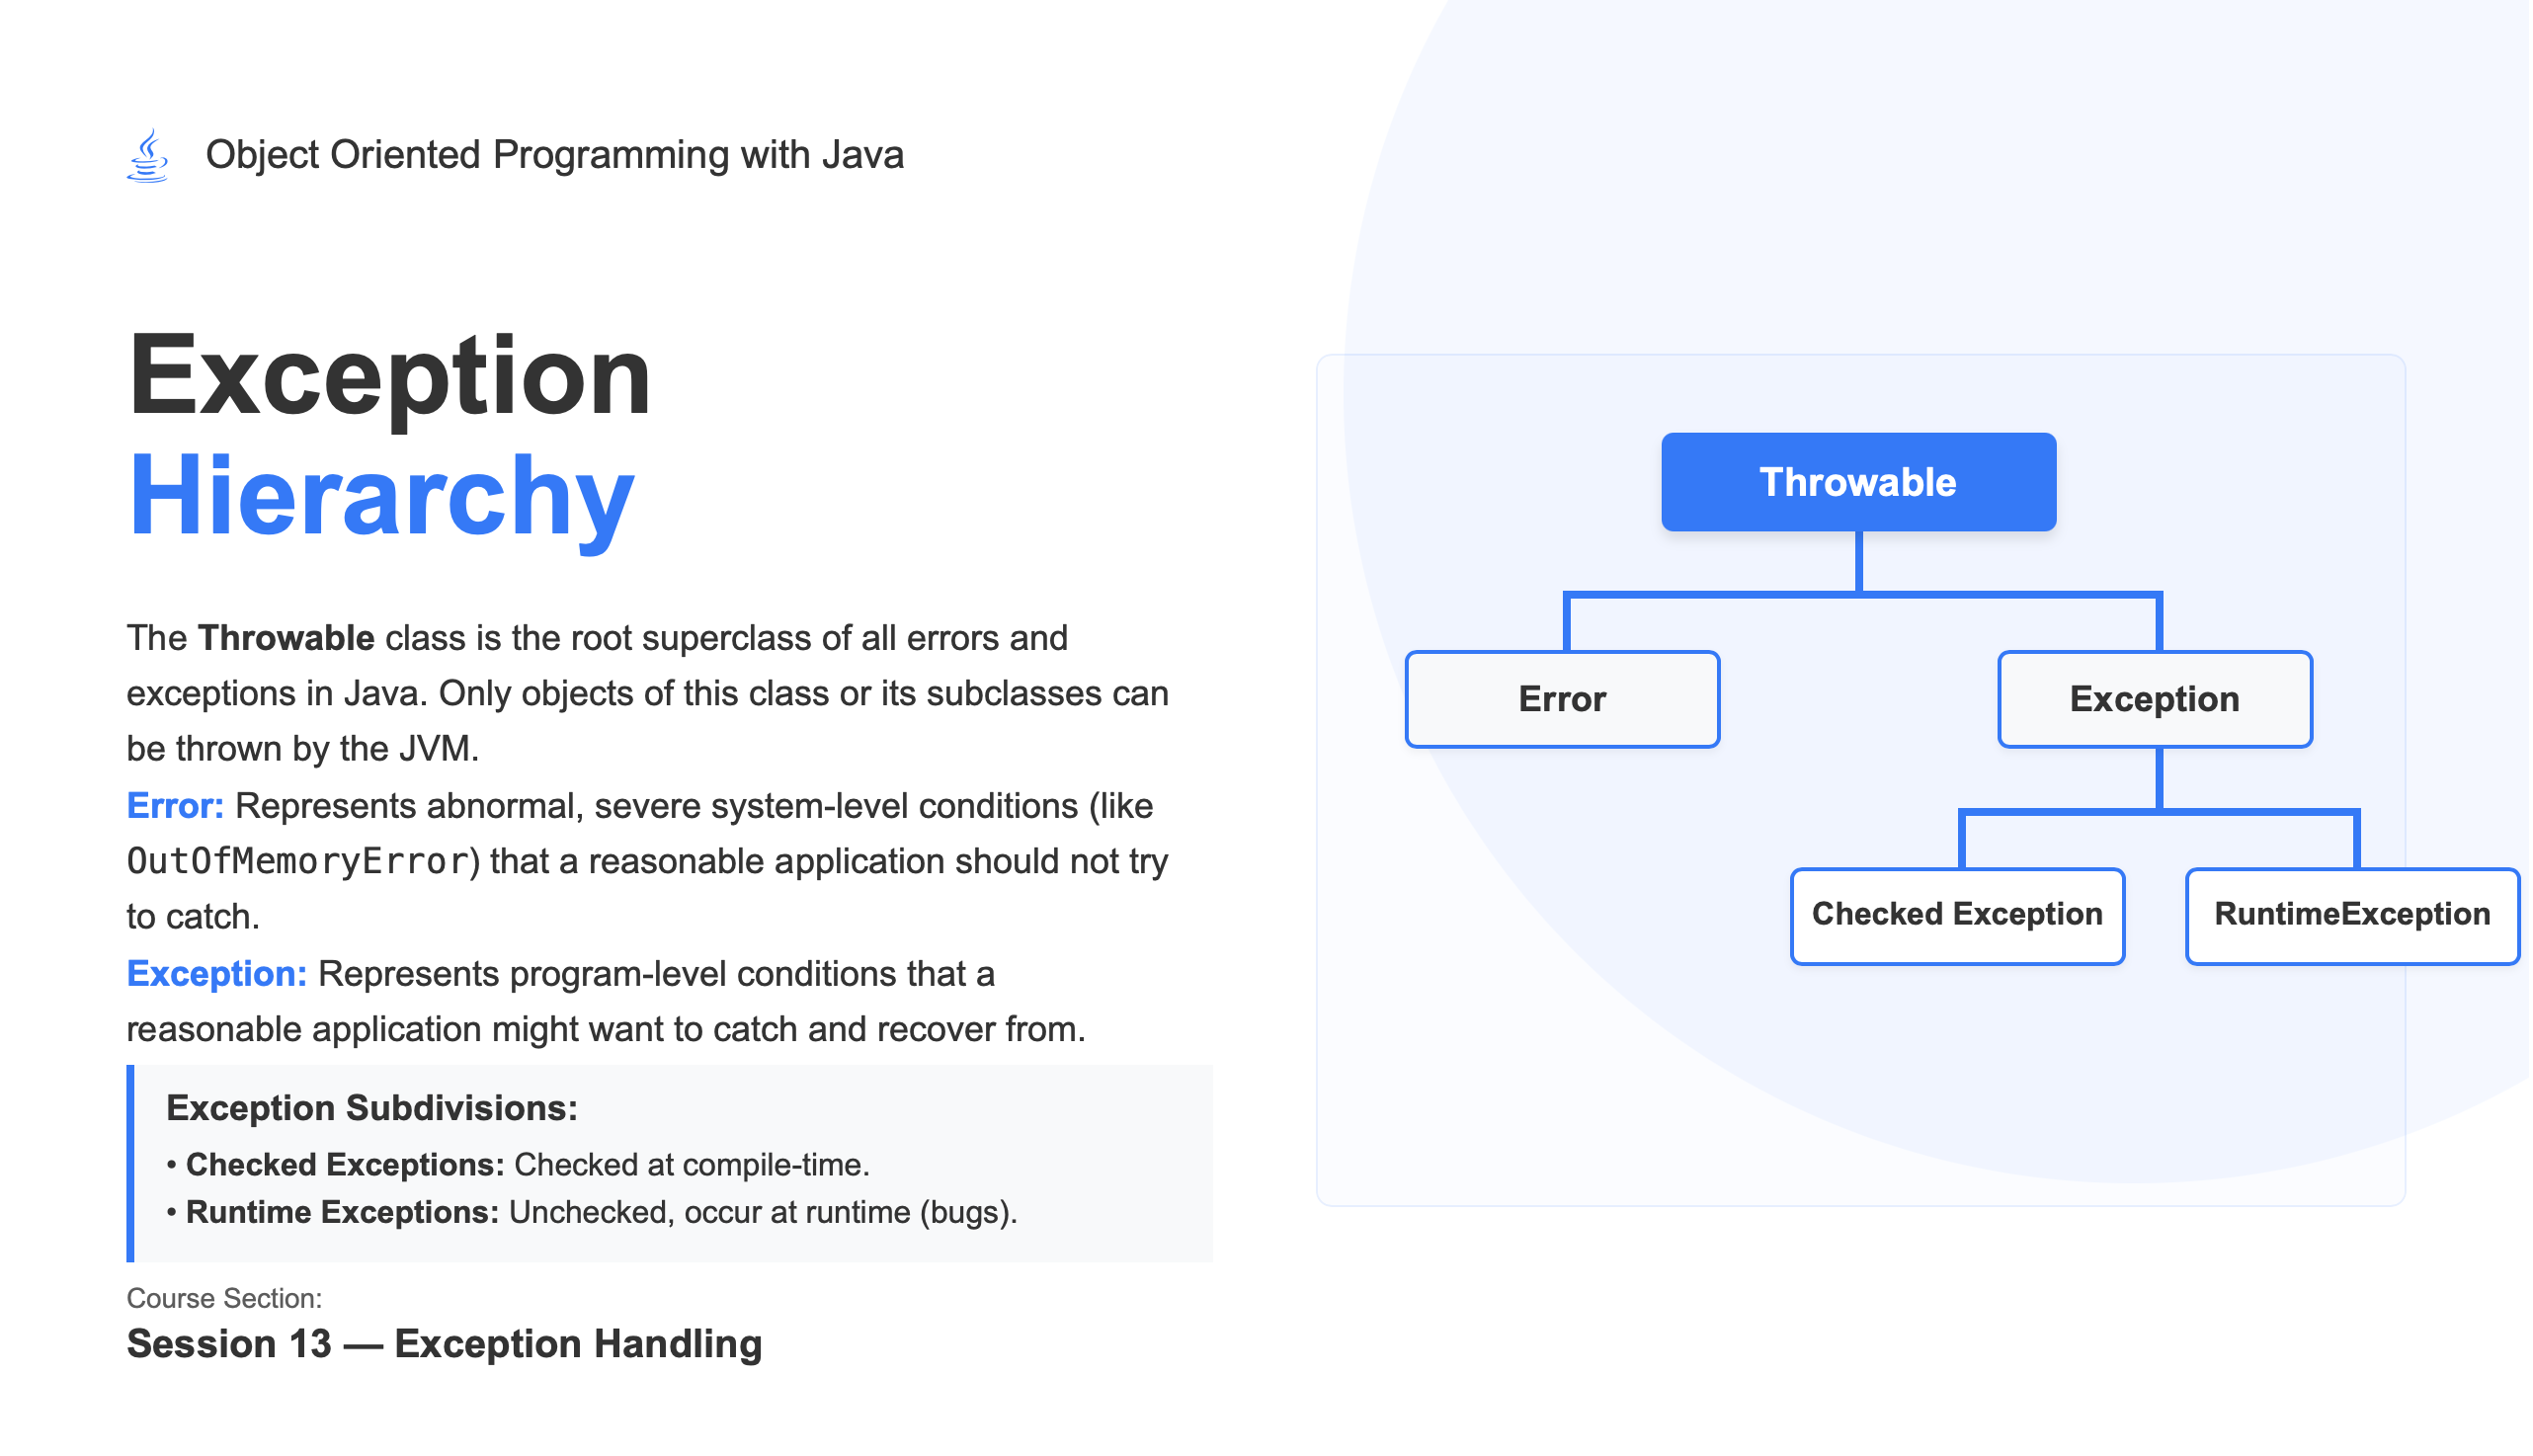 Object Oriented Programming with Java
Exception
Hierarchy
The Throwable class is the root superclass of all errors and
exceptions in Java. Only objects of this class or its subclasses can
be thrown by the JVM.
Error: Represents abnormal, severe system-level conditions (like
OutOfMemoryError) that a reasonable application should not try
to catch.
Exception: Represents program-level conditions that a
reasonable application might want to catch and recover from.
Exception Subdivisions:
• Checked Exceptions: Checked at compile-time.
• Runtime Exceptions: Unchecked, occur at runtime (bugs).
Course Section:
Session 13 — Exception Handling
Throwable
Error
Exception
Checked Exception
RuntimeException